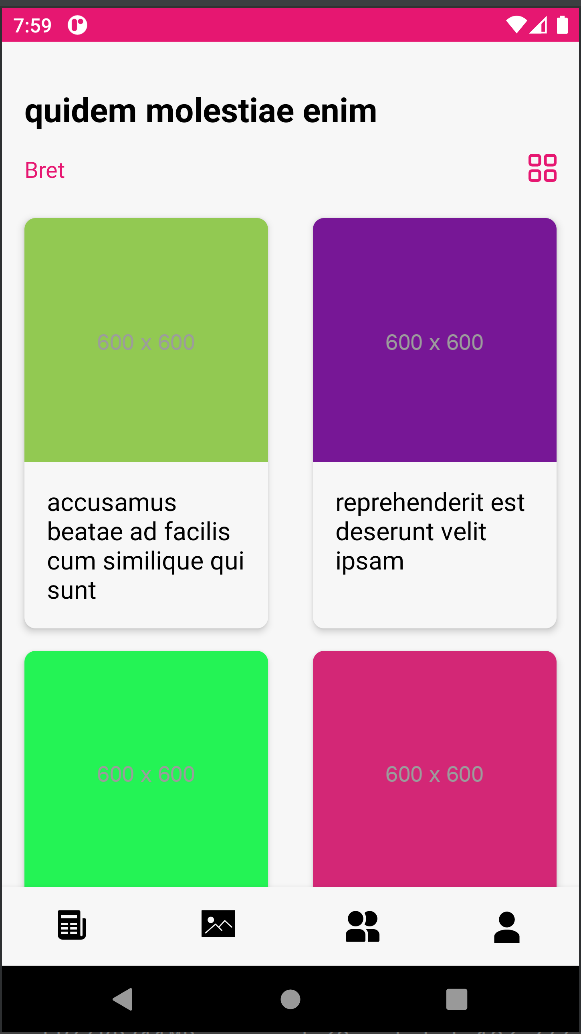 7:59
quidem molestiae enim
Bret
600 x 600
600 x 600
accusamus
beatae ad facilis
cum similique qui
sunt
reprehenderit est
deserunt velit
ipsam
600 x 600
600 x 600